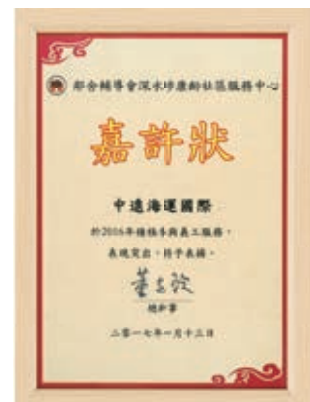 鄰舍輔導會深水埗康齡社區服務中心
嘉許狀
中遠海運國際
於2016年積極參與義工服務，
表現突出，特予表揚。
總幹事
二零一七年一月十三日